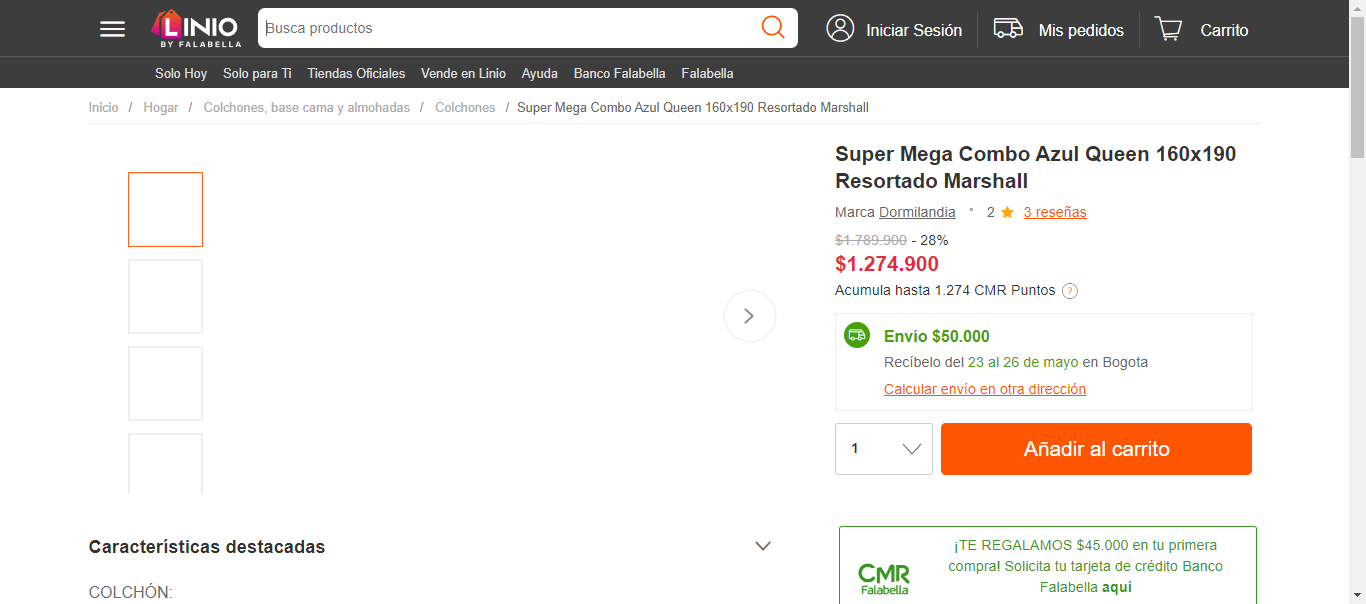 LINIO
BY FALABELLA
Busca productos
Iniciar Sesión
Mis pedidos
Carrito
Solo Hoy Solo para Ti Tiendas Oficiales Vende en Linio Ayuda Banco Falabella Falabella
Inicio / Hogar / Colchones, base cama y almohadas / Colchones / Super Mega Combo Azul Queen 160x190 Resortado Marshall
Super Mega Combo Azul Queen 160x190
Resortado Marshall
Marca Dormilandia • 2 ★ 3 reseñas
$1.789.900 - 28%
$1.274.900
Acumula hasta 1.274 CMR Puntos ?
Envío $50.000
Recíbelo del 23 al 26 de mayo en Bogota
Calcular envío en otra dirección
1
Añadir al carrito
Características destacadas
COLCHÓN:
CMR
Falabella
¡TE REGALAMOS $45.000 en tu primera
compra! Solicita tu tarjeta de crédito Banco
Falabella aquí